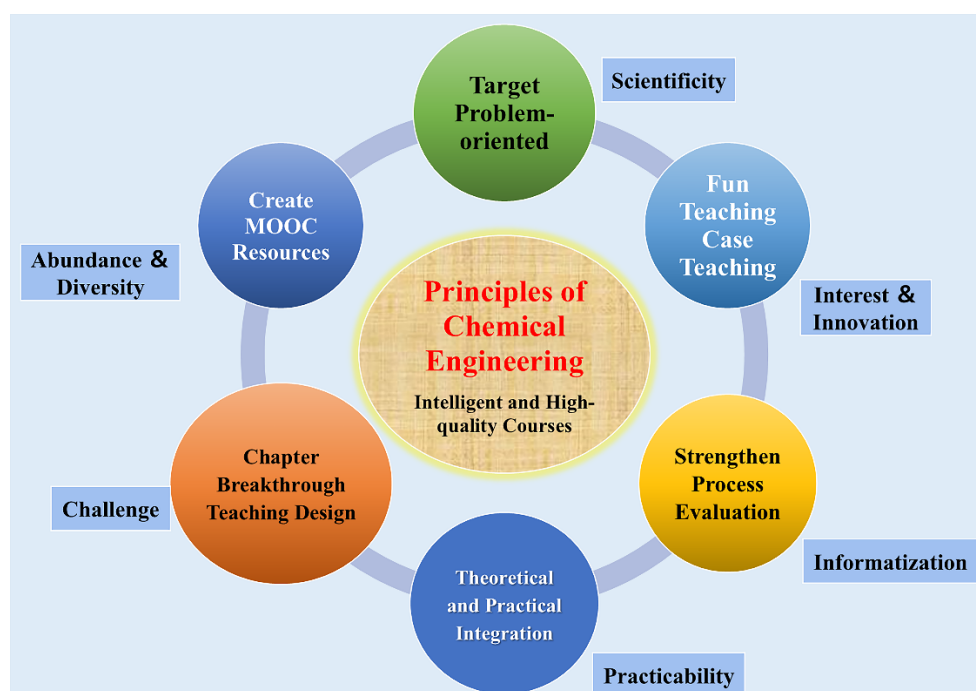 Target
Problem-
oriented
Scientificity
Fun
Teaching
Case
Teaching
Interest &
Innovation
Strengthen
Process
Evaluation
Informatization
Theoretical
and Practical
Integration
Practicability
Chapter
Breakthrough
Teaching Design
Challenge
Create
MOOC
Resources
Abundance &
Diversity
Principles of
Chemical
Engineering
Intelligent and High-
quality Courses